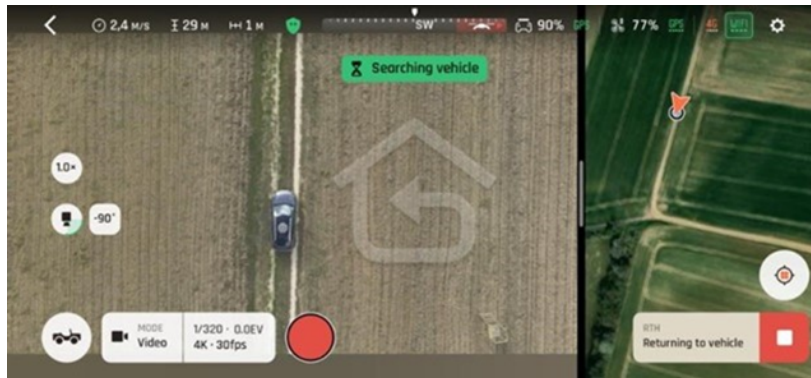 2,4 M/S
29 M
1 M
SW
90%
GPS
77%
GPS
4G
WIFI
Searching vehicle
1.0×
-90°
MODE
Video
1/320 · 0.0EV
4K · 30fps
RTH
Returning to vehicle